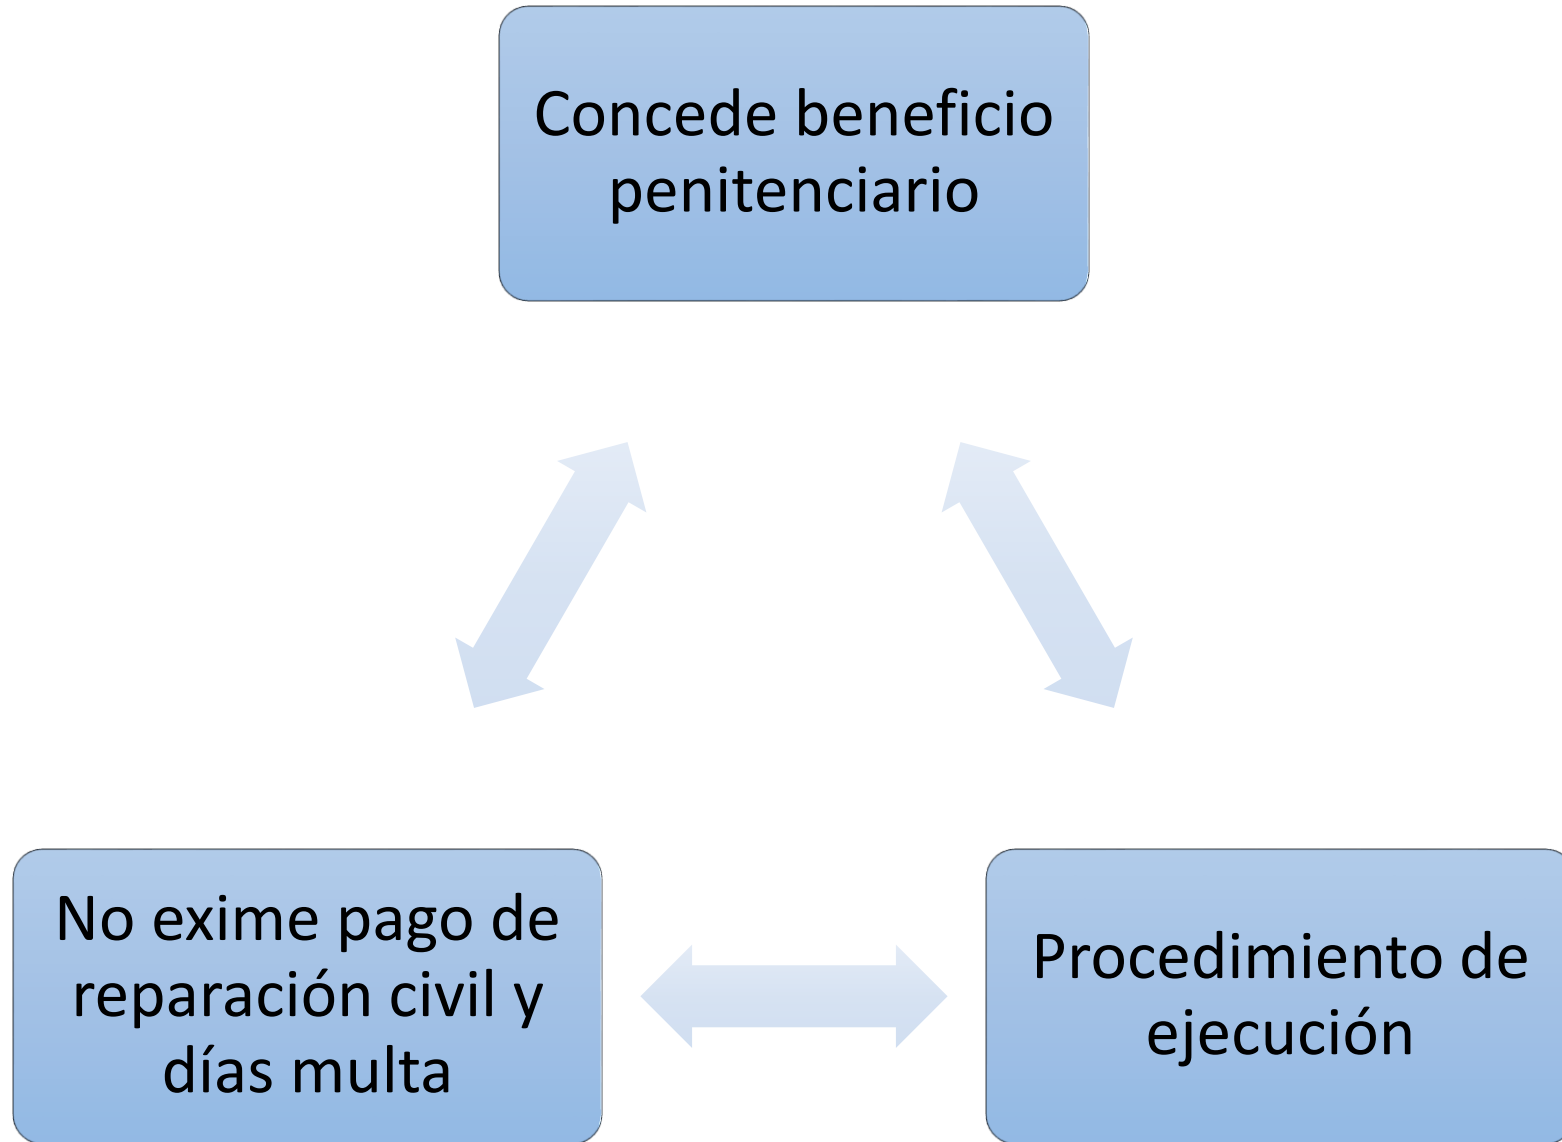 Concede beneficio
penitenciario
No exime pago de
reparación civil y
días multa
Procedimiento de
ejecución